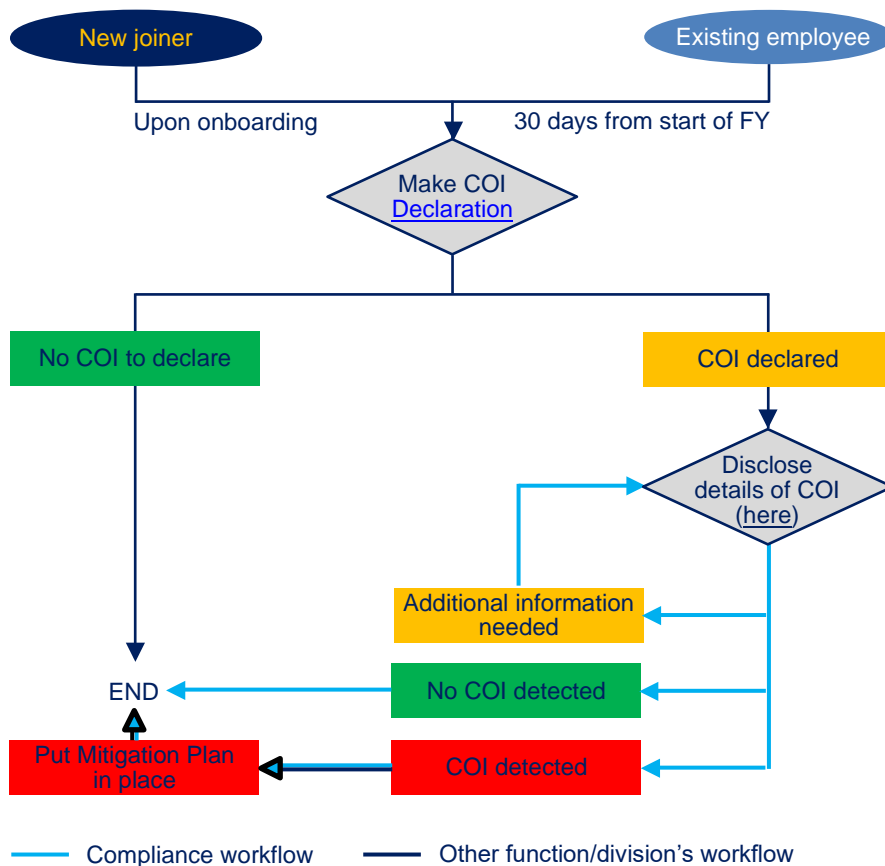 New joiner
Existing employee
Upon onboarding
30 days from start of FY
Make COI
Declaration
No COI to declare
COI declared
Disclose
details of COI
(here)
Additional information
needed
END
No COI detected
Put Mitigation Plan
in place
COI detected
Compliance workflow
Other function/division's workflow